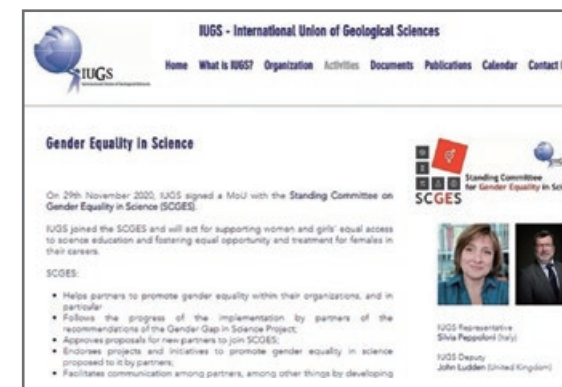 IUGS - International Union of Geological Sciences
IUGS
Home What is IUGS? Organization Activities Documents Publications Calendar Contact
Gender Equality in Science
On 29th November 2020, IUGS signed a MoU with the Standing Committee on
Gender Equality in Science (SCGES).
IUGS joined the SCGES and will act for supporting women and girls' equal access
to science education and fostering equal opportunity and treatment for females in
their careers.
SCGES:
• Helps partners to promote gender equality within their organizations, and in
particular
• Follows the progress of the implementation by partners of the
recommendations of the Gender Gap in Science Project;
• Approves proposals for new partners to join SCGES;
• Endorses projects and initiatives to promote gender equality in science
proposed to it by partners;
• Facilitates communication among partners, among other things by developing
Standing Committee
for Gender Equality in Sci
SCGES
IUGS Representative
Silvia Peppoloni (Italy)
IUGS Deputy
John Ludden (United Kingdom)